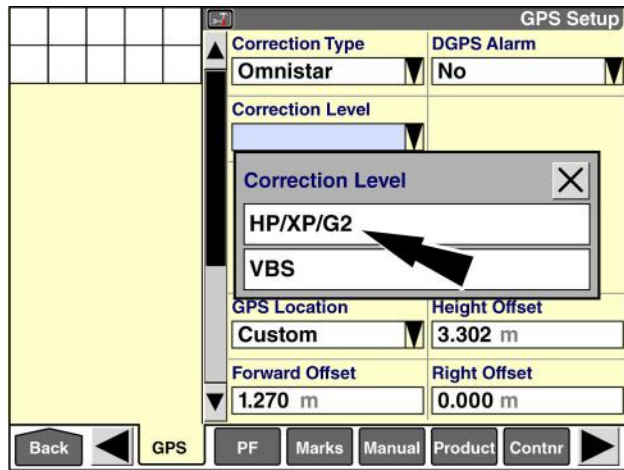 GPS Setup
Correction Type
DGPS Alarm
Omnistar
No
Correction Level
Correction Level
HP/XP/G2
VBS
GPS Location
Height Offset
Custom
3.302 m
Forward Offset
Right Offset
1.270 m
0.000 m
Back
GPS
PF
Marks
Manual
Product
Contnr